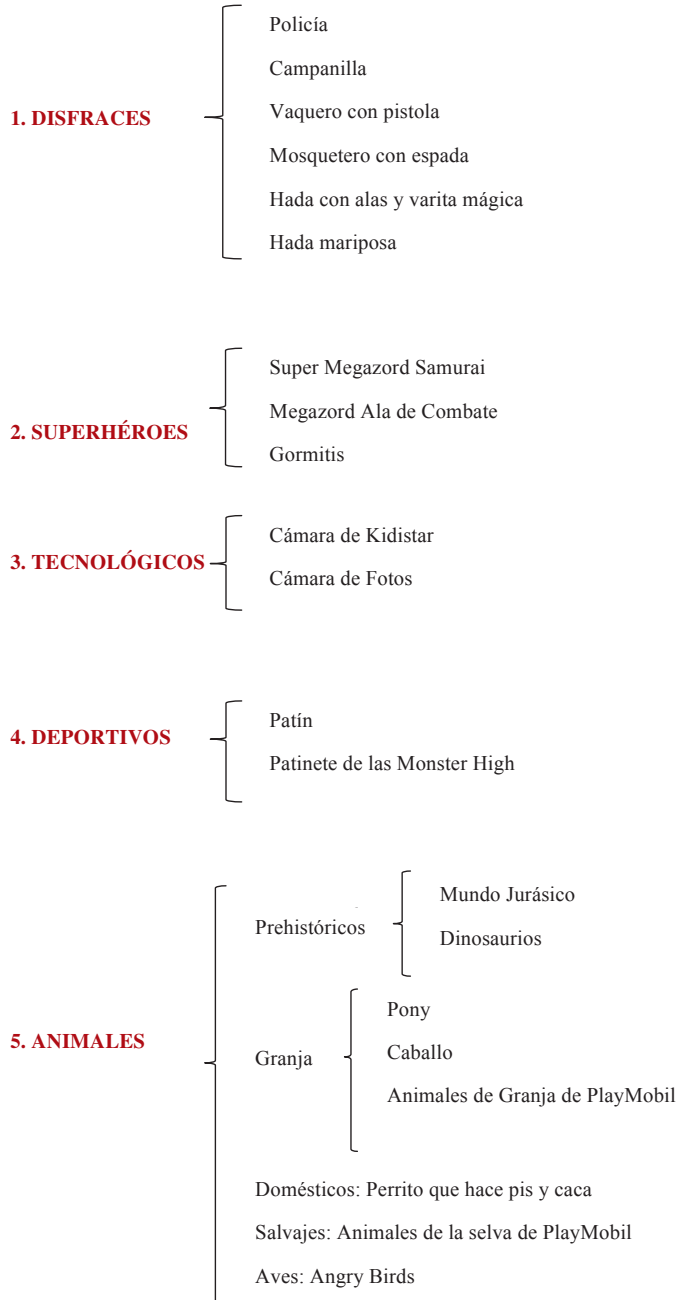 1. DISFRACES
Policía
Campanilla
Vaquero con pistola
Mosquetero con espada
Hada con alas y varita mágica
Hada mariposa
2. SUPERHÉROES
Super Megazord Samurai
Megazord Ala de Combate
Gormitis
3. TECNOLÓGICOS
Cámara de Kidistar
Cámara de Fotos
4. DEPORTIVOS
Patín
Patinete de las Monster High
5. ANIMALES
Prehistóricos
Mundo Jurásico
Dinosaurios
Granja
Pony
Caballo
Animales de Granja de PlayMobil
Domésticos: Perrito que hace pis y caca
Salvajes: Animales de la selva de PlayMobil
Aves: Angry Birds